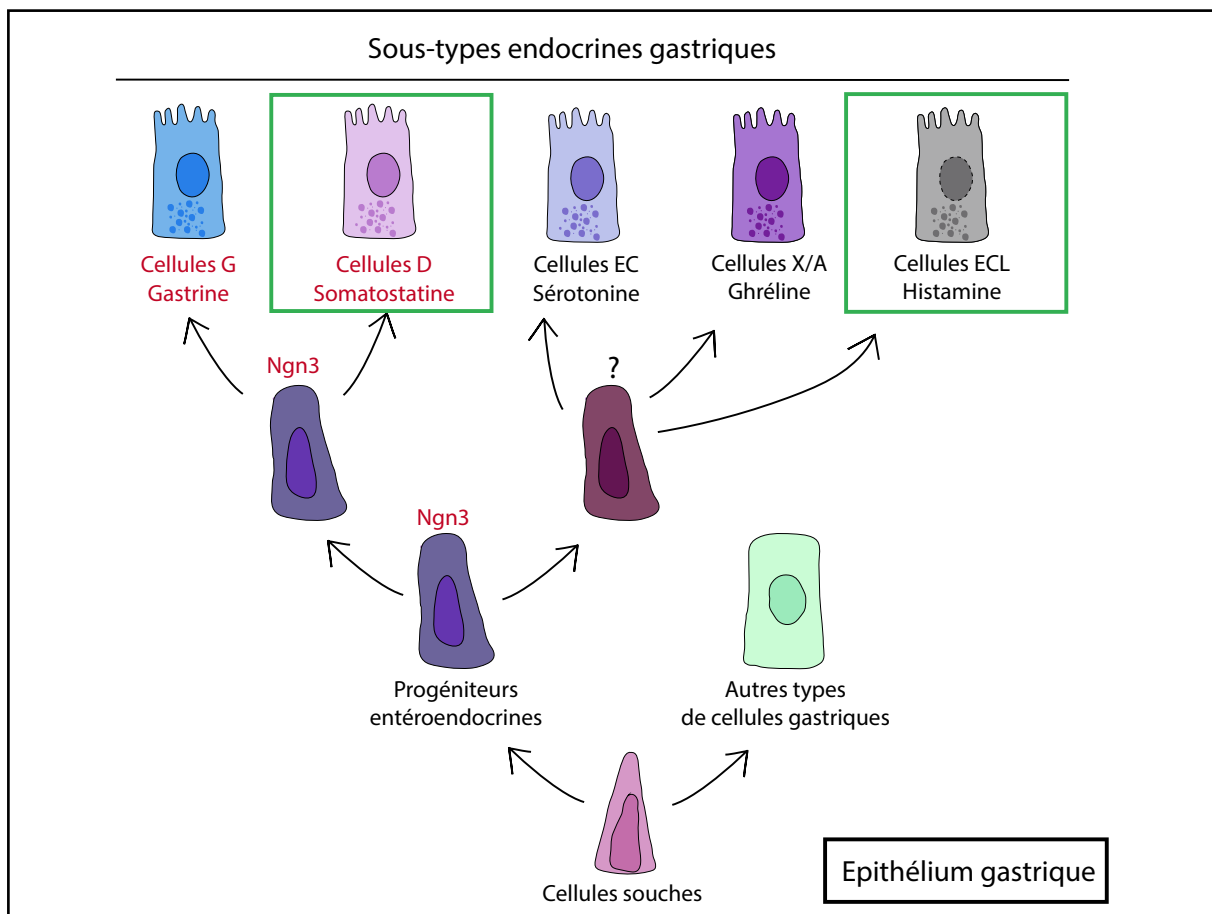 Sous-types endocrines gastriques
Cellules G
Gastrine
Cellules D
Somatostatine
Cellules EC
Sérotonine
Cellules X/A
Ghréline
Cellules ECL
Histamine
Ngn3
?
Ngn3
Progéniteurs
entéroendocrines
Autres types
de cellules gastriques
Cellules souches
Epithélium gastrique